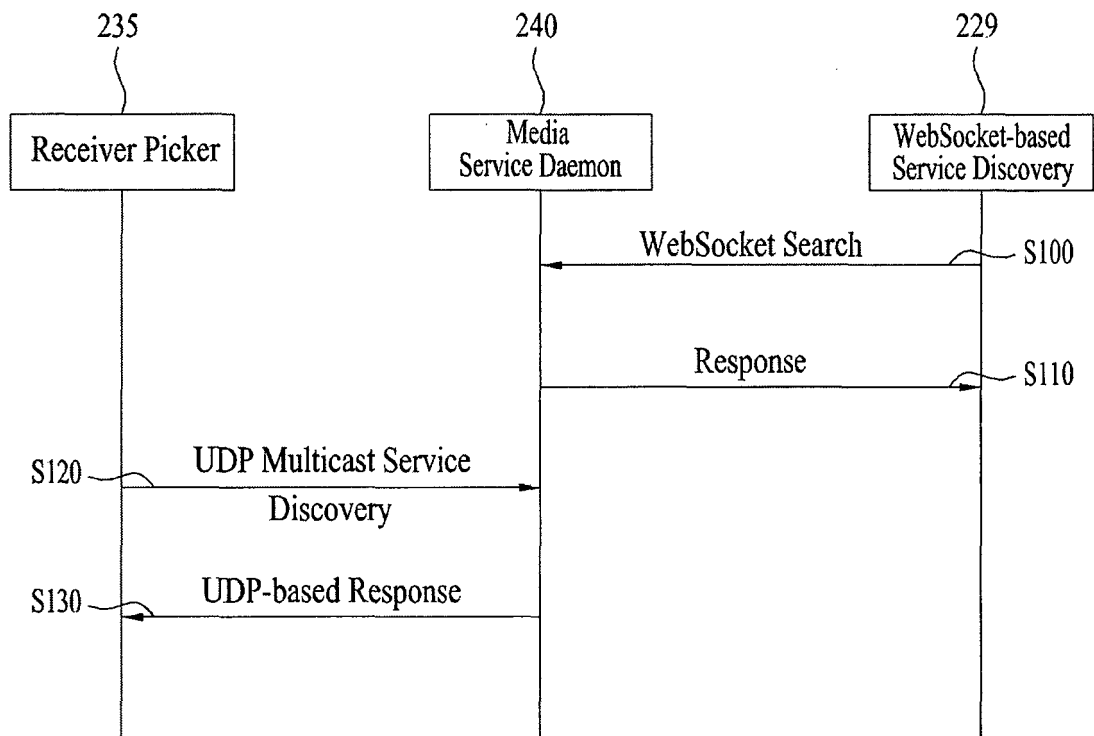 235
240
229
Receiver Picker
Media
Service Daemon
WebSocket-based
Service Discovery
WebSocket Search
S100
Response
S110
S120
UDP Multicast Service
Discovery
UDP-based Response
S130